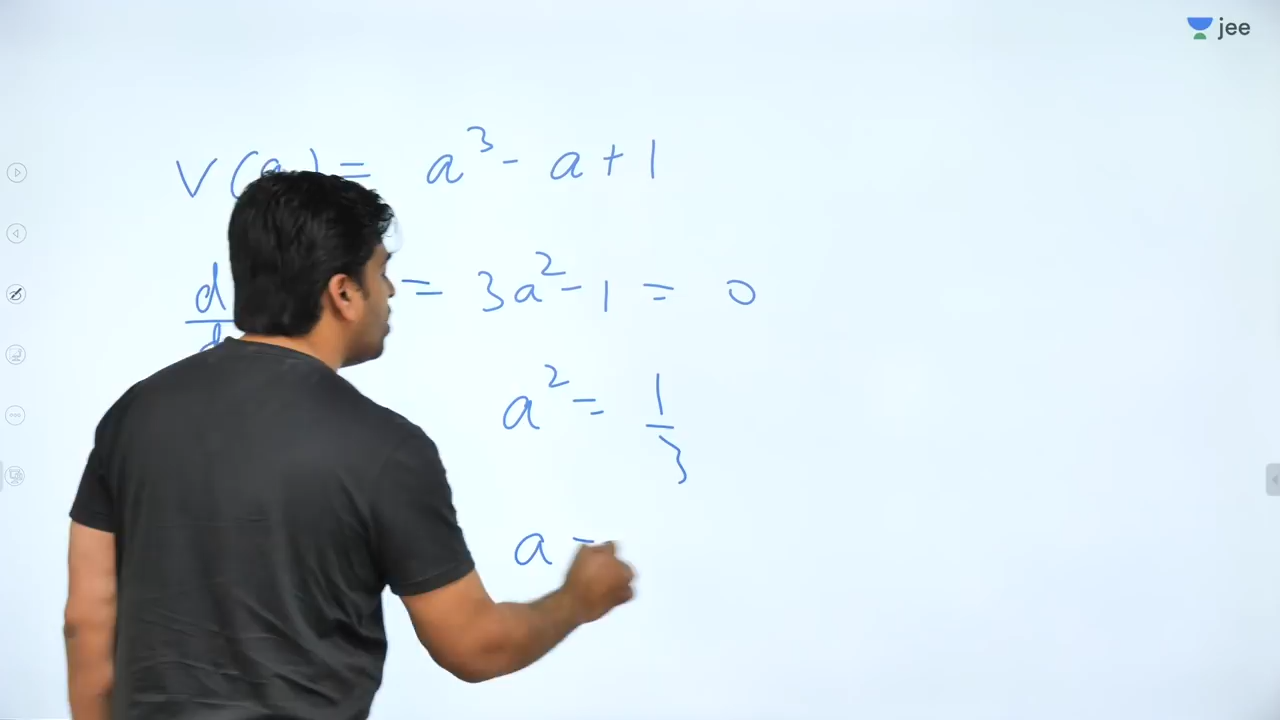 jee
V(a) = a³ - a + 1
d = 3a² - 1 = 0
d
a² = 1/3
a =